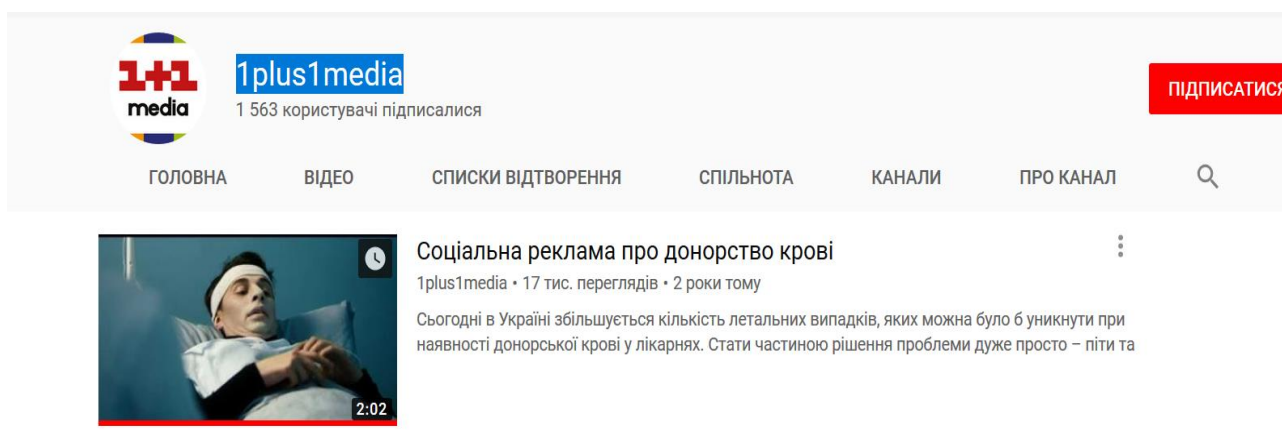 1+1
media
1plus1media
1 563 користувачі підписалися
ПІДПИСАТИСЯ
ГОЛОВНА ВІДЕО СПИСКИ ВІДТВОРЕННЯ СПІЛЬНОТА КАНАЛИ ПРО КАНАЛ
Соціальна реклама про донорство крові
1plus1media • 17 тис. переглядів • 2 роки тому
Сьогодні в Україні збільшується кількість летальних випадків, яких можна було б уникнути при
наявності донорської крові у лікарнях. Стати частиною рішення проблеми дуже просто – піти та
2:02